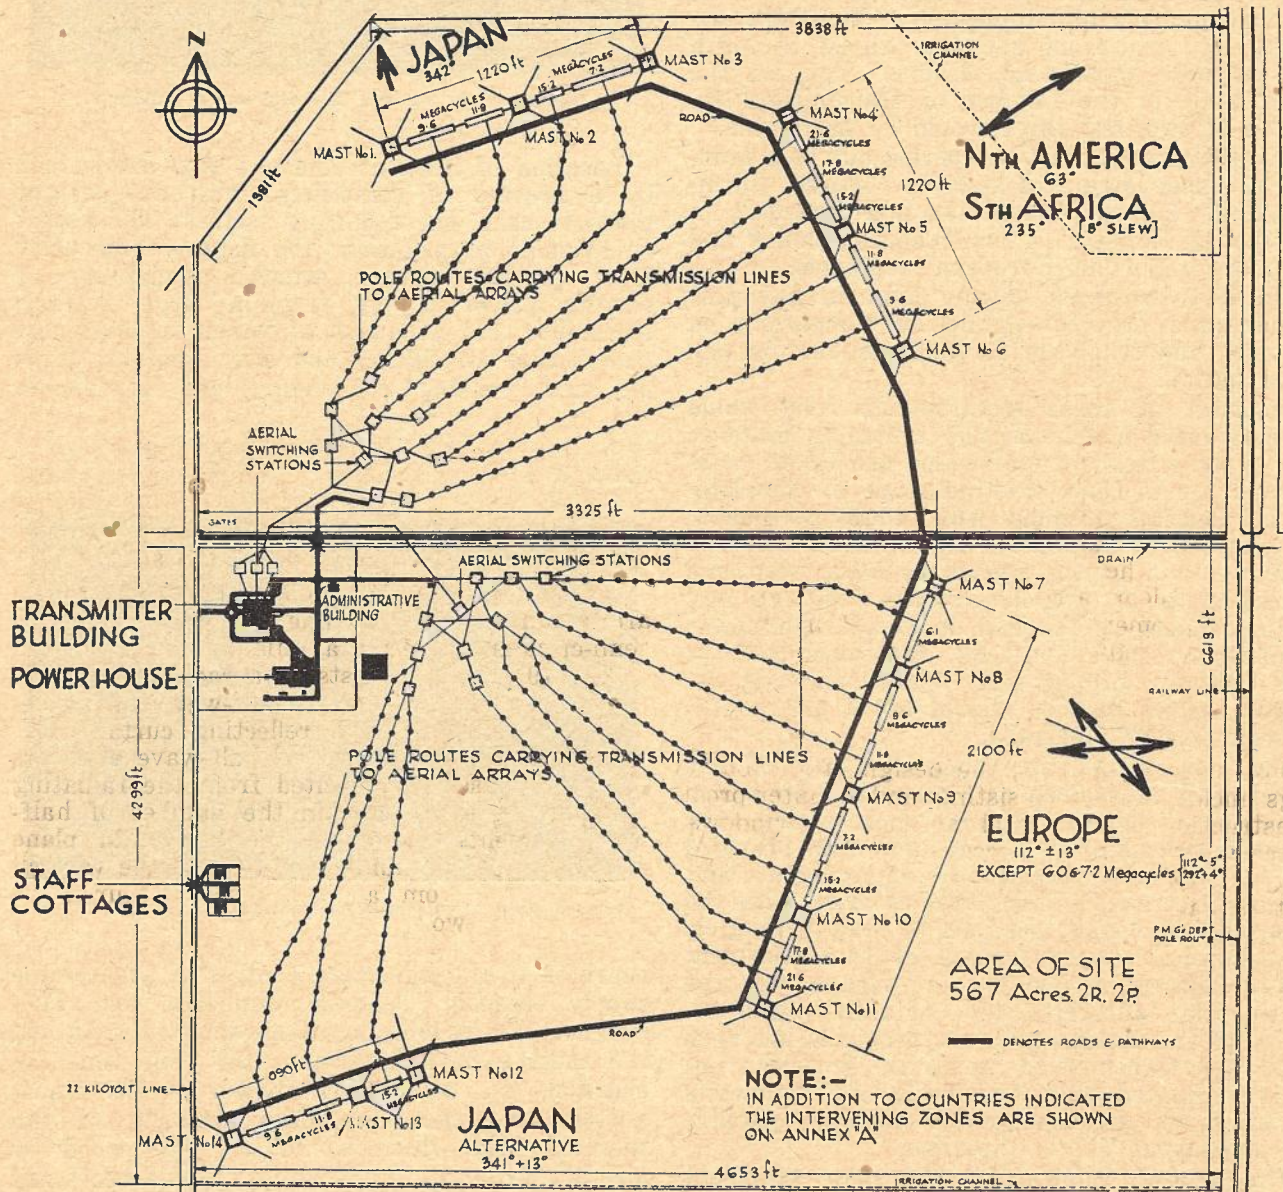 N
JAPAN
342°
1220 ft
MEGACYCLES
9·6
11·8
MEGACYCLES
15·2
7·2
MAST No 1.
MAST No 2
MAST No 3
3838 ft
IRRIGATION
CHANNEL
ROAD
MAST No 4
21·6
MEGACYCLES
17·8
MEGACYCLES
15·2
MEGACYCLES
MAST No 5
11·8
MEGACYCLES
9·6
MEGACYCLES
MAST No 6
1220 ft
NTH AMERICA
63°
STH AFRICA
235° [8° SLEW]
1981 ft
POLE ROUTES CARRYING TRANSMISSION LINES
TO AERIAL ARRAYS
AERIAL
SWITCHING
STATIONS
3325 ft
GATES
DRAIN
AERIAL SWITCHING STATIONS
TRANSMITTER
BUILDING
ADMINISTRATIVE
BUILDING
POWER HOUSE
MAST No 7
6·1
MEGACYCLES
MAST No 8
9·6
MEGACYCLES
11·8
MEGACYCLES
MAST No 9
7·2
MEGACYCLES
15·2
MEGACYCLES
MAST No 10
17·8
MEGACYCLES
21·6
MEGACYCLES
MAST No 11
2100 ft
6613 ft
RAILWAY LINE
POLE ROUTES CARRYING TRANSMISSION LINES
TO AERIAL ARRAYS
4299 ft
EUROPE
112° ±13°
EXCEPT 6·0 & 7·2 Megacycles
STAFF
COTTAGES
P.M.G's DEPT
POLE ROUTE
AREA OF SITE
567 Acres. 2R. 2P.
DENOTES ROADS & PATHWAYS
ROAD
22 KILOVOLT LINE
890 ft
MAST No 12
15·2
MEGACYCLES
MAST No 13
11·8
9·6
MEGACYCLES
MAST No 14
JAPAN
ALTERNATIVE
341° + 13°
NOTE:-
IN ADDITION TO COUNTRIES INDICATED
THE INTERVENING ZONES ARE SHOWN
ON ANNEX "A"
4653 ft
IRRIGATION CHANNEL